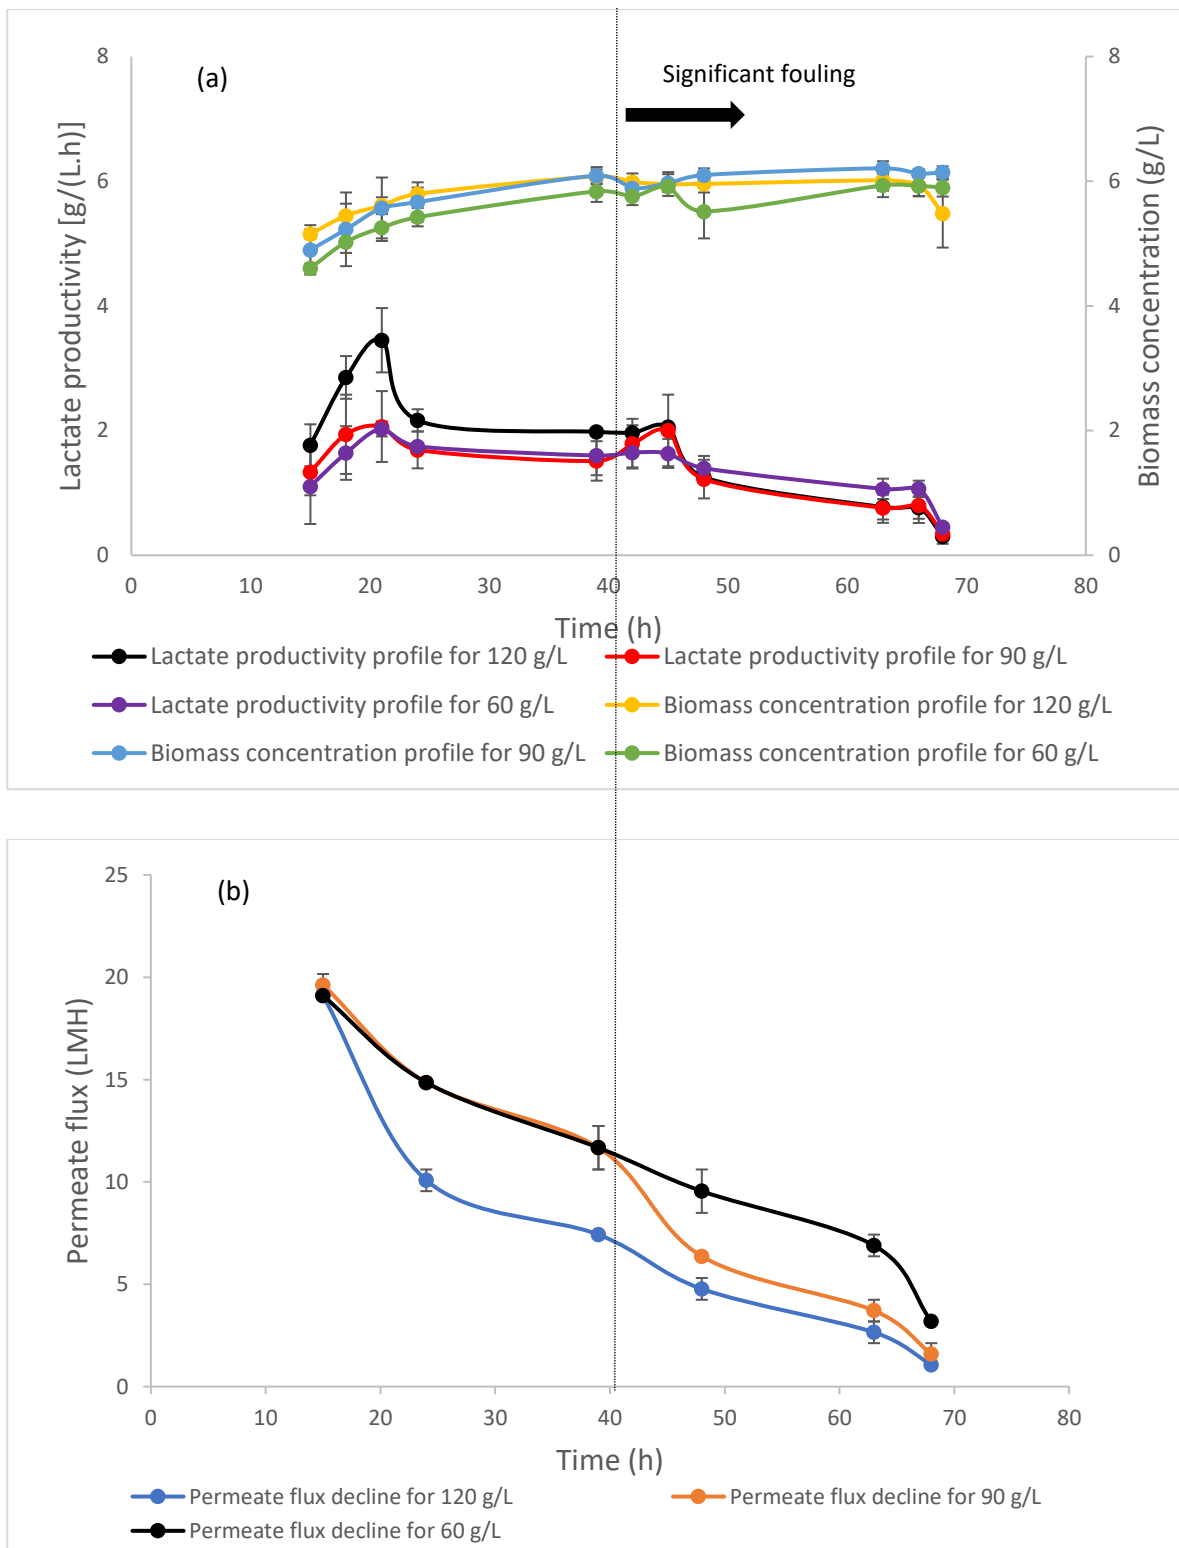 (a)
Significant fouling
Lactate productivity [g/(L.h)]
Biomass concentration (g/L)
8
6
4
2
0
8
6
4
2
0
0 10 20 30 40 50 60 70 80
Time (h)
Lactate productivity profile for 120 g/L
Lactate productivity profile for 90 g/L
Lactate productivity profile for 60 g/L
Biomass concentration profile for 120 g/L
Biomass concentration profile for 90 g/L
Biomass concentration profile for 60 g/L
(b)
Permeate flux (LMH)
25
20
15
10
5
0
0 10 20 30 40 50 60 70 80
Time (h)
Permeate flux decline for 120 g/L
Permeate flux decline for 90 g/L
Permeate flux decline for 60 g/L